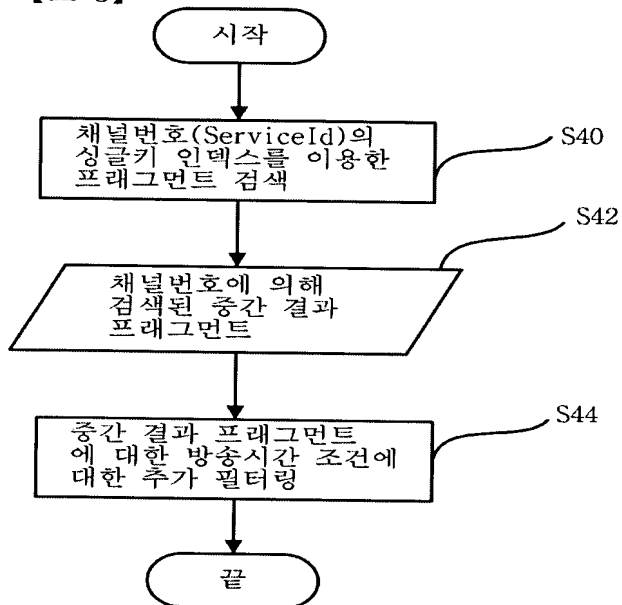 시작
채널번호(ServiceId)의
싱글키 인덱스를 이용한
프래그먼트 검색
S40
S42
채널번호에 의해
검색된 중간 결과
프래그먼트
중간 결과 프래그먼트
에 대한 방송시간 조건에
대한 추가 필터링
S44
끝